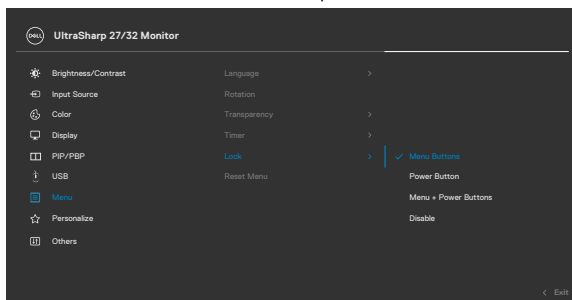 DELL UltraSharp 27/32 Monitor
Brightness/Contrast Language >
Input Source Rotation
Color Transparency >
Display Timer >
PIP/PBP Lock > ✓ Menu Buttons
USB Reset Menu Power Button
Menu Menu + Power Buttons
Personalize Disable
Others
< Exit